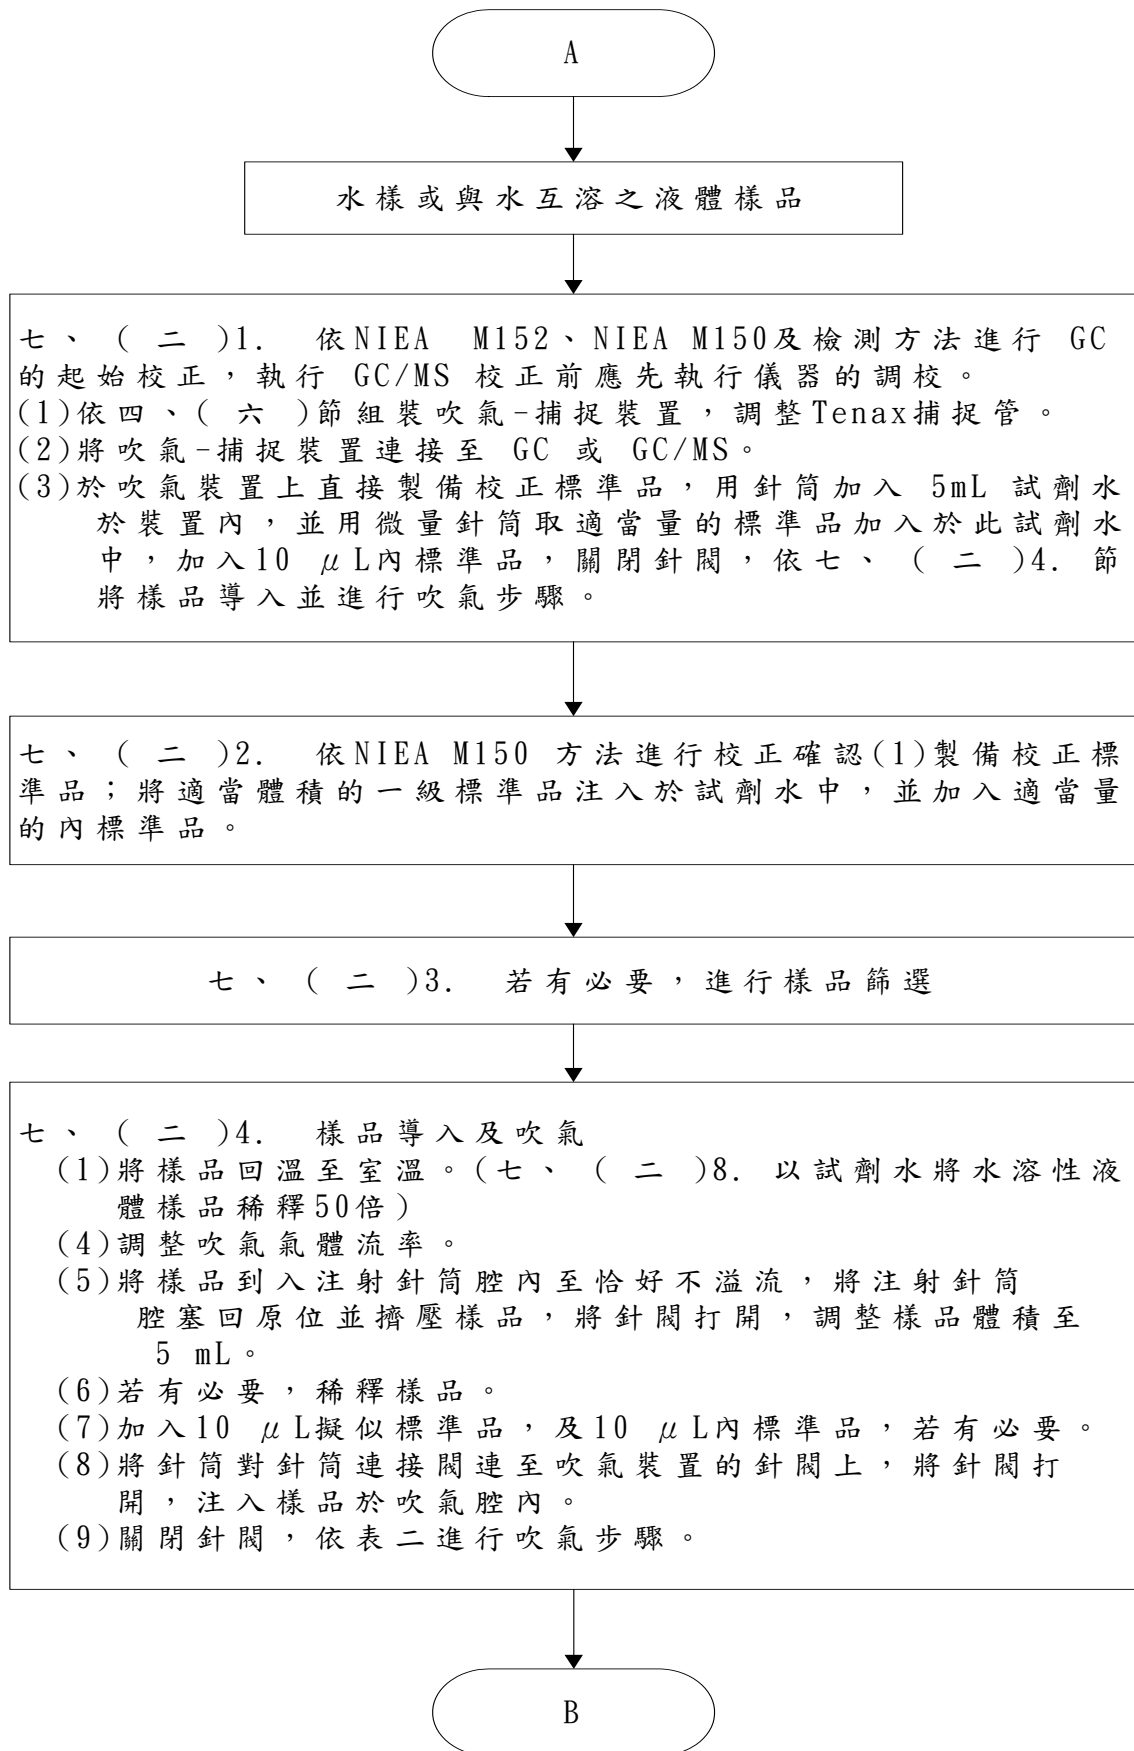 A
水樣或與水互溶之液體樣品
七、 ( 二 )1. 依NIEA M152、NIEA M150及檢測方法進行 GC
的起始校正，執行 GC/MS 校正前應先執行儀器的調校。
(1)依四、( 六 )節組裝吹氣-捕捉裝置，調整Tenax捕捉管。
(2)將吹氣-捕捉裝置連接至 GC 或 GC/MS。
(3)於吹氣裝置上直接製備校正標準品，用針筒加入 5mL 試劑水
於裝置內，並用微量針筒取適當量的標準品加入於此試劑水
中，加入10 μL內標準品，關閉針閥，依七、 ( 二 )4. 節
將樣品導入並進行吹氣步驟。
七、 ( 二 )2. 依NIEA M150 方法進行校正確認(1)製備校正標
準品；將適當體積的一級標準品注入於試劑水中，並加入適當量
的內標準品。
七、 ( 二 )3. 若有必要，進行樣品篩選
七、 ( 二 )4. 樣品導入及吹氣
(1)將樣品回溫至室溫。(七、 ( 二 )8. 以試劑水將水溶性液
體樣品稀釋50倍)
(4)調整吹氣氣體流率。
(5)將樣品到入注射針筒腔內至恰好不溢流，將注射針筒
腔塞回原位並擠壓樣品，將針閥打開，調整樣品體積至
5 mL。
(6)若有必要，稀釋樣品。
(7)加入10 μL擬似標準品，及10 μL內標準品，若有必要。
(8)將針筒對針筒連接閥連至吹氣裝置的針閥上，將針閥打
開，注入樣品於吹氣腔內。
(9)關閉針閥，依表二進行吹氣步驟。
B